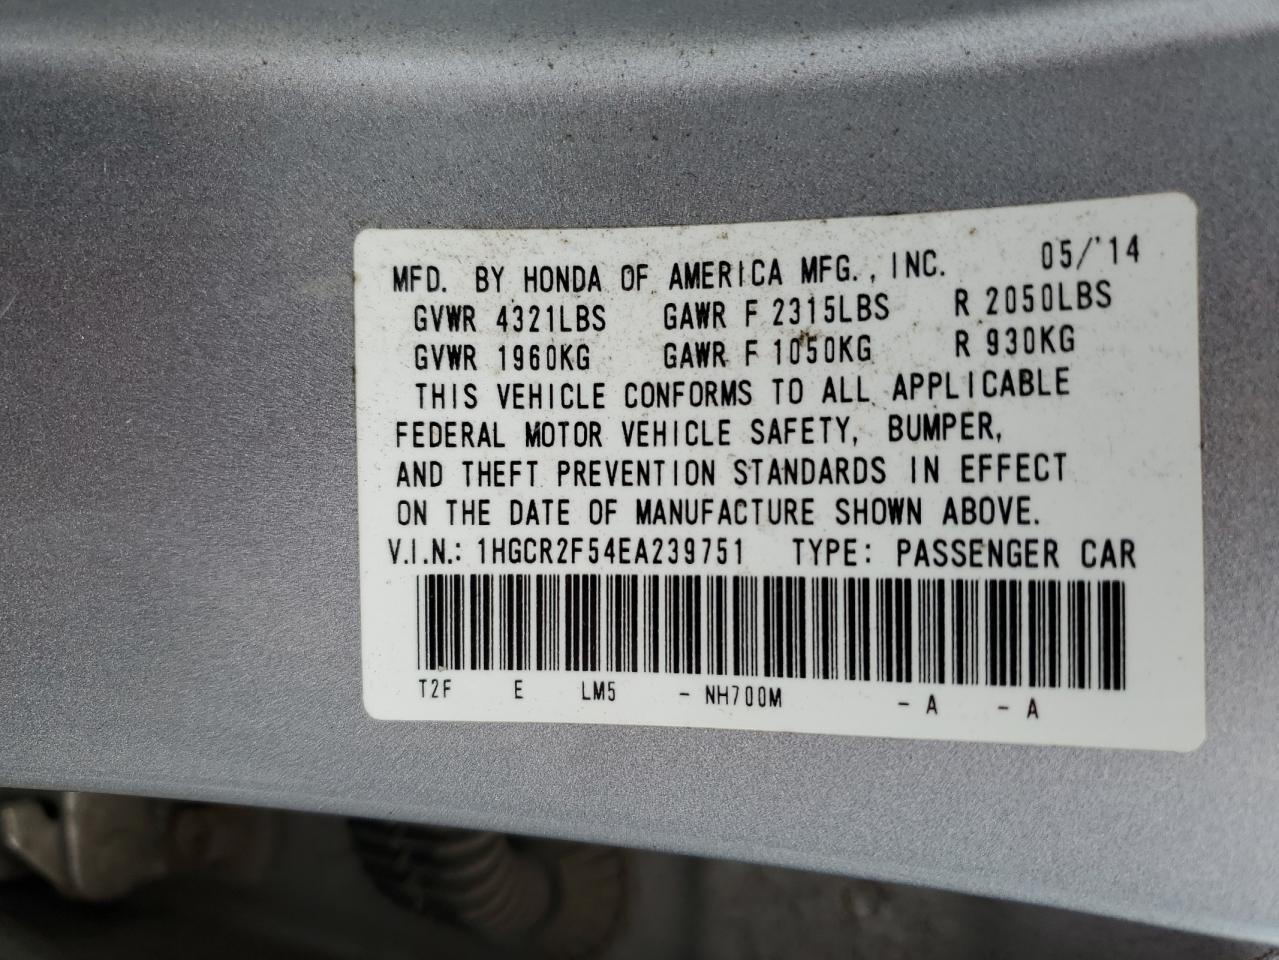 MFD. BY HONDA OF AMERICA MFG., INC. 05/'14
GVWR 4321LBS GAWR F 2315LBS R 2050LBS
GVWR 1960KG GAWR F 1050KG R 930KG
THIS VEHICLE CONFORMS TO ALL APPLICABLE
FEDERAL MOTOR VEHICLE SAFETY, BUMPER,
AND THEFT PREVENTION STANDARDS IN EFFECT
ON THE DATE OF MANUFACTURE SHOWN ABOVE.
V.I.N.: 1HGCR2F54EA239751 TYPE: PASSENGER CAR
T2F E LM5 - NH700M - A - A